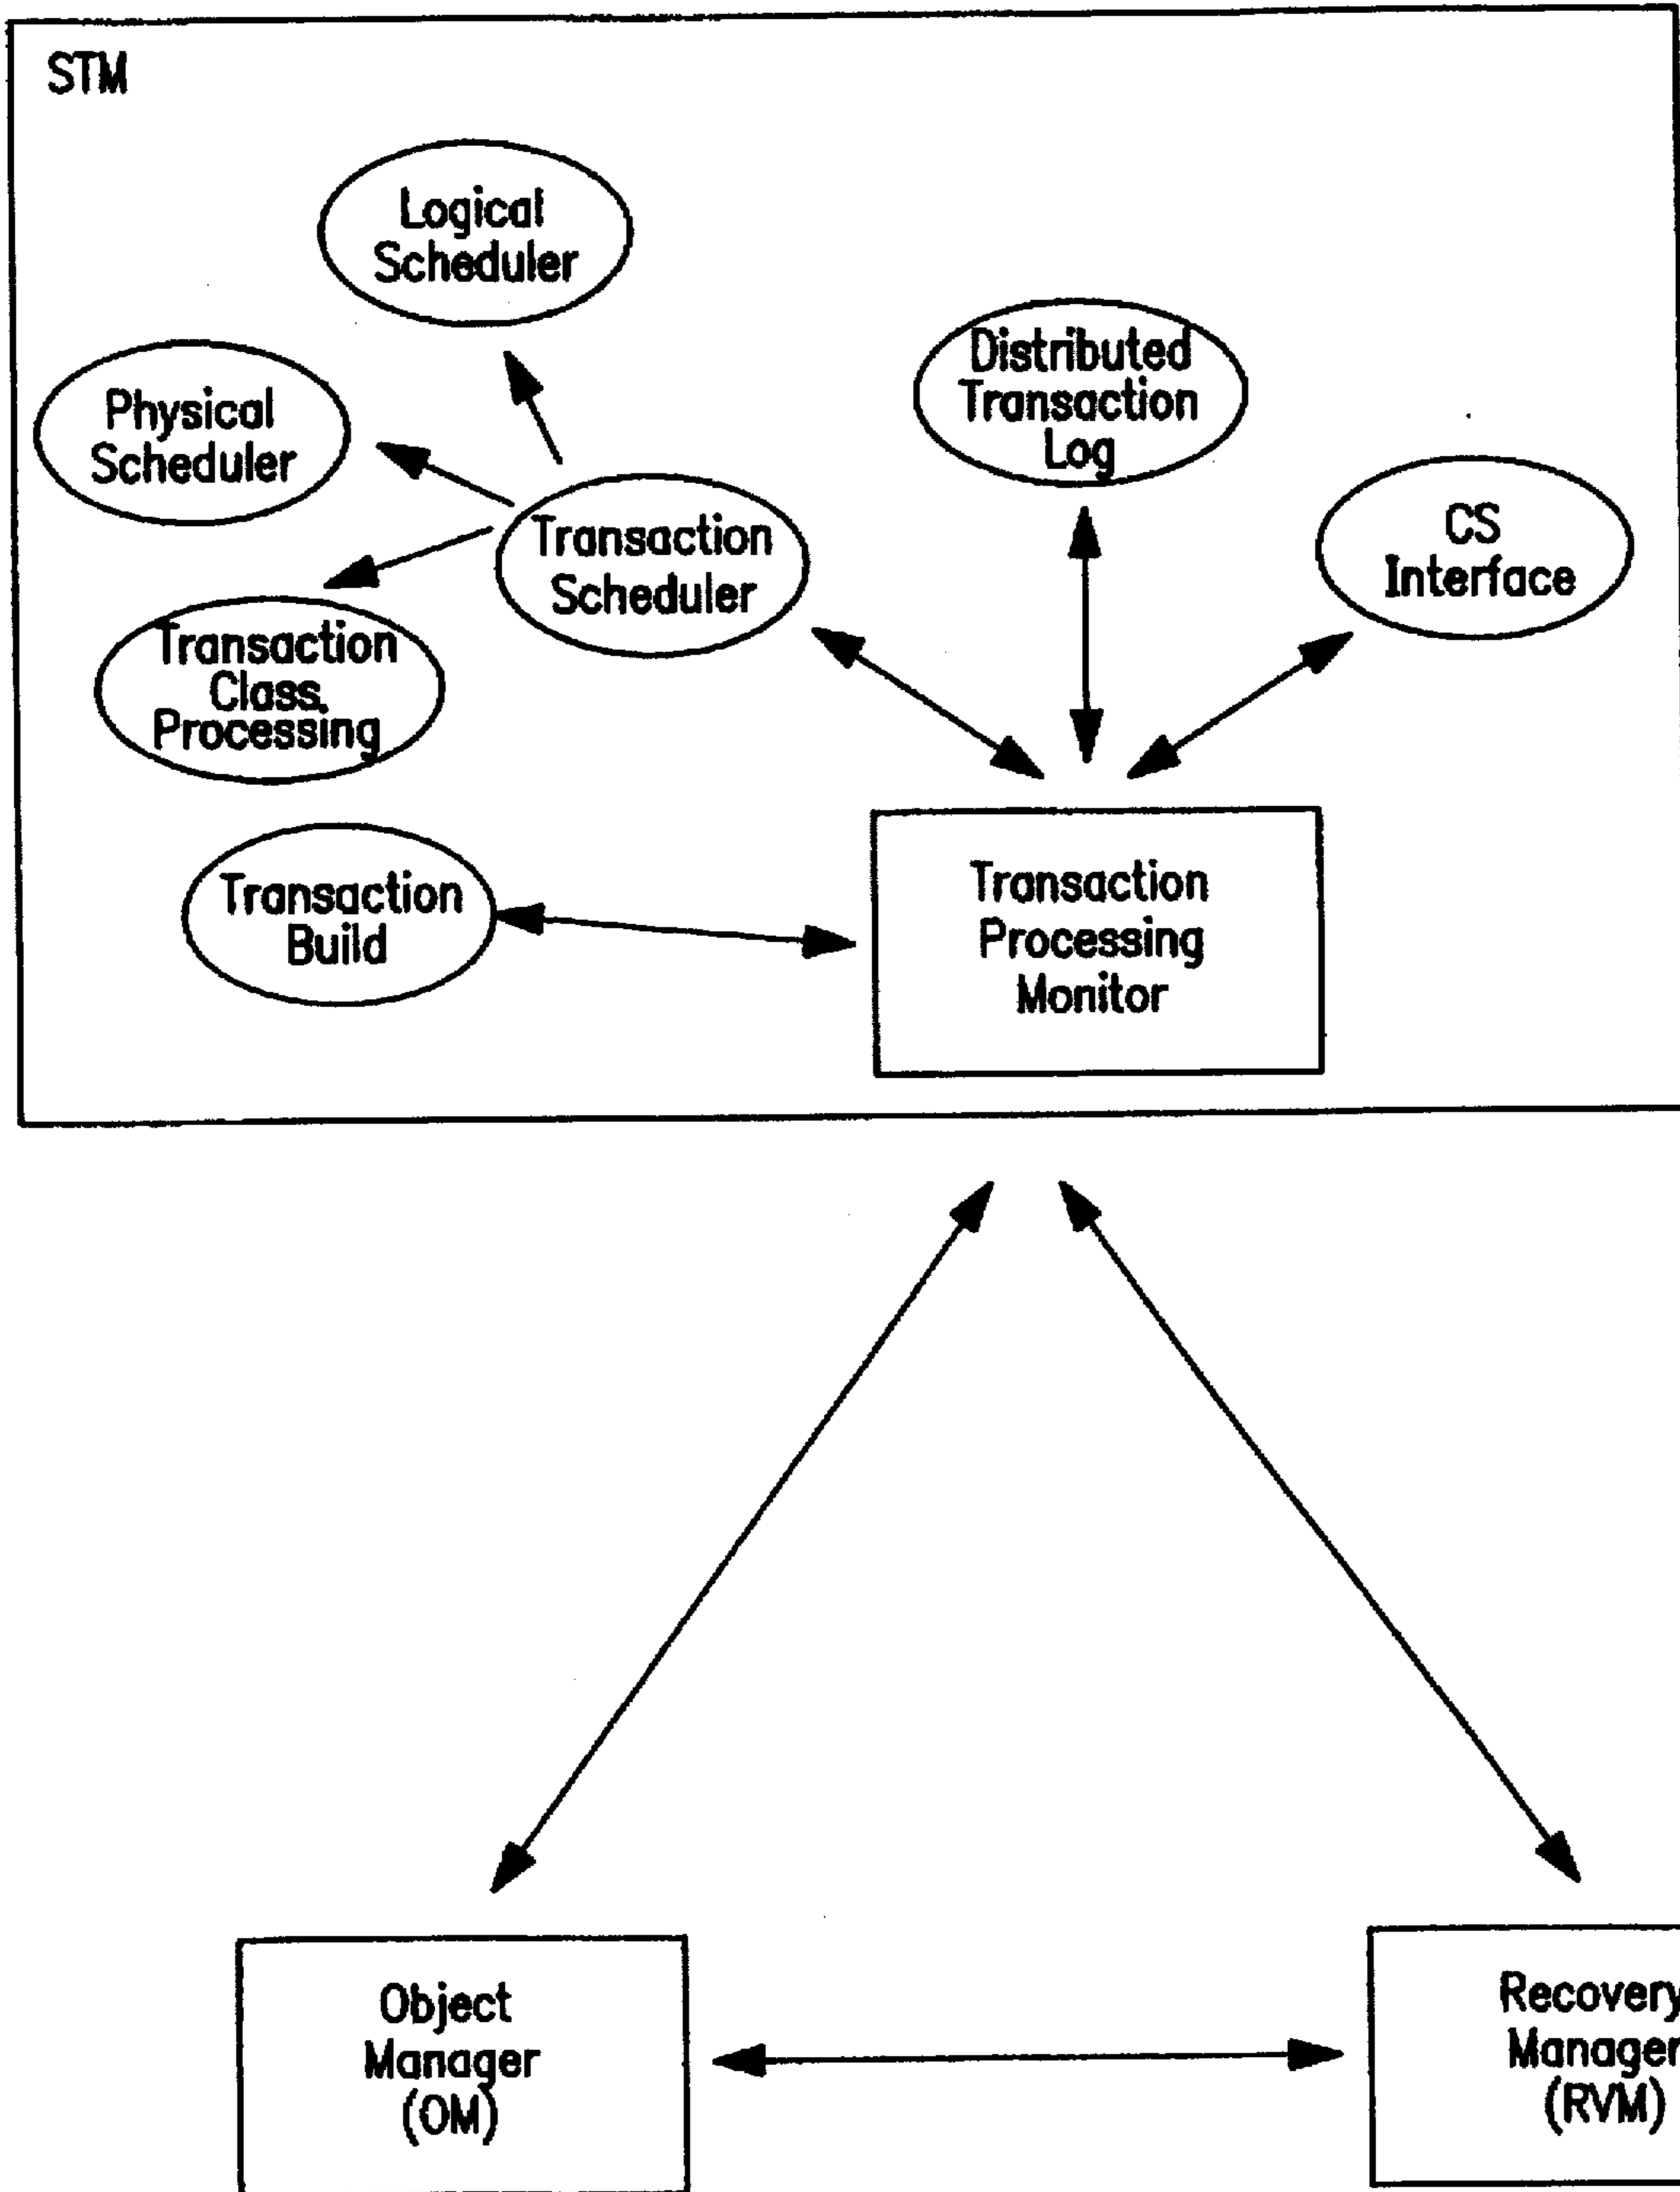 STM
Logical
Scheduler
Physical
Scheduler
Distributed
Transaction
Log
CS
Interface
Transaction
Scheduler
Transaction
Class
Processing
Transaction
Build
Transaction
Processing
Monitor
Object
Manager
(OM)
Recovery
Manager
(RVM)